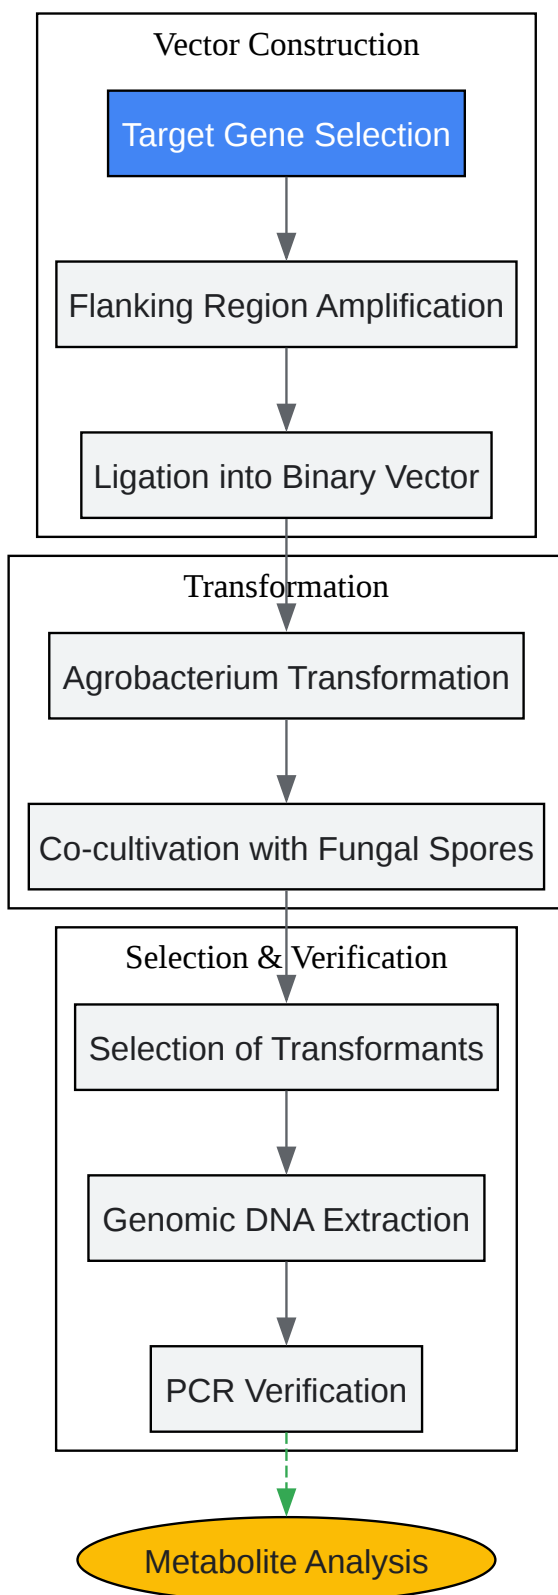 Vector Construction
Target Gene Selection
Flanking Region Amplification
Ligation into Binary Vector
Transformation
Agrobacterium Transformation
Co-cultivation with Fungal Spores
Selection & Verification
Selection of Transformants
Genomic DNA Extraction
PCR Verification
Metabolite Analysis